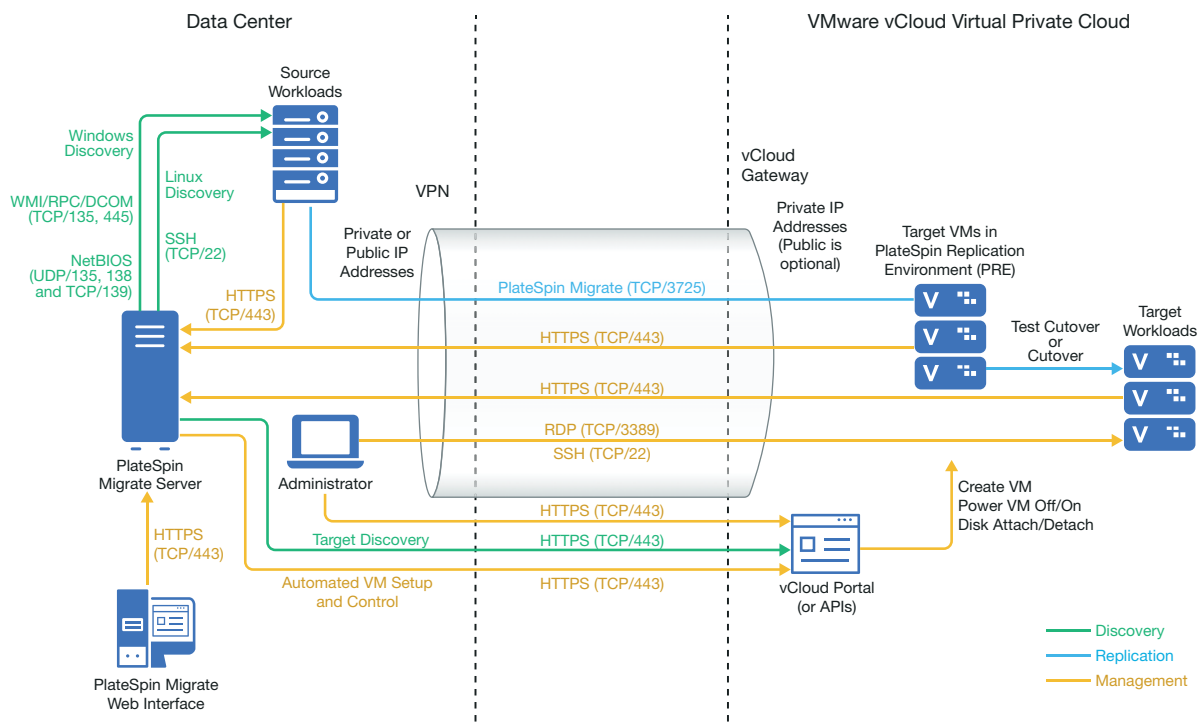 Data Center
VMware vCloud Virtual Private Cloud
Source
Workloads
Windows
Discovery
Linux
Discovery
WMI/RPC/DCOM
(TCP/135, 445)
SSH
(TCP/22)
NetBIOS
(UDP/135, 138
and TCP/139)
HTTPS
(TCP/443)
VPN
Private or
Public IP
Addresses
vCloud
Gateway
Private IP
Addresses
(Public is
optional)
Target VMs in
PlateSpin Replication
Environment (PRE)
PlateSpin Migrate (TCP/3725)
V
HTTPS (TCP/443)
V
V
Test Cutover
or
Cutover
Target
Workloads
V
HTTPS (TCP/443)
V
RDP (TCP/3389)
V
SSH (TCP/22)
PlateSpin
Migrate Server
Administrator
Create VM
Power VM Off/On
Disk Attach/Detach
HTTPS (TCP/443)
HTTPS
(TCP/443)
Target Discovery
HTTPS (TCP/443)
Automated VM Setup
and Control
HTTPS (TCP/443)
vCloud Portal
(or APIs)
PlateSpin Migrate
Web Interface
Discovery
Replication
Management